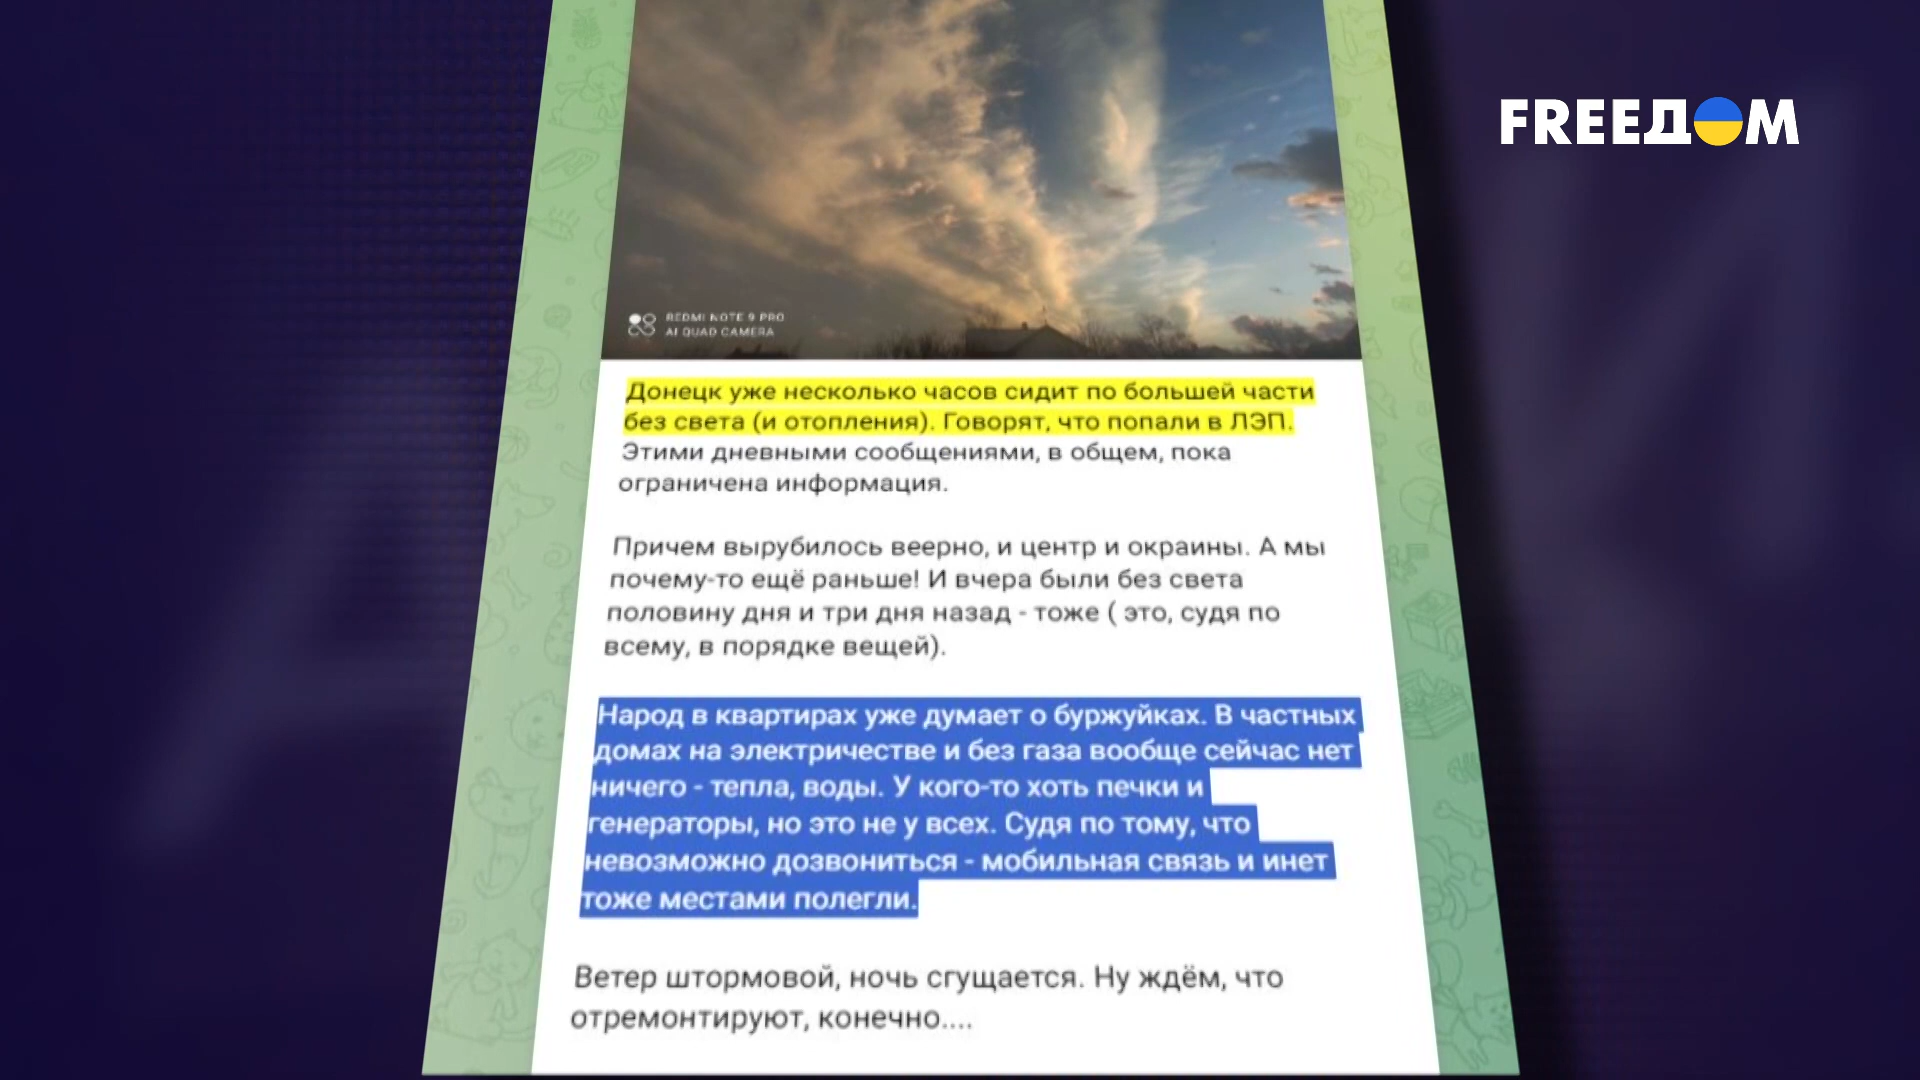 FREEДОМ
REDMI NOTE 9 PRO
AI QUAD CAMERA
Донецк уже несколько часов сидит по большей части
без света (и отопления). Говорят, что попали в ЛЭП.
Этими дневными сообщениями, в общем, пока
ограничена информация.
Причем вырубилось веерно, и центр и окраины. А мы
почему-то ещё раньше! И вчера были без света
половину дня и три дня назад - тоже ( это, судя по
всему, в порядке вещей).
Народ в квартирах уже думает о буржуйках. В частных
домах на электричестве и без газа вообще сейчас нет
ничего - тепла, воды. У кого-то хоть печки и
генераторы, но это не у всех. Судя по тому, что
невозможно дозвониться - мобильная связь и инет
тоже местами полегли.
Ветер штормовой, ночь сгущается. Ну ждём, что
отремонтируют, конечно....